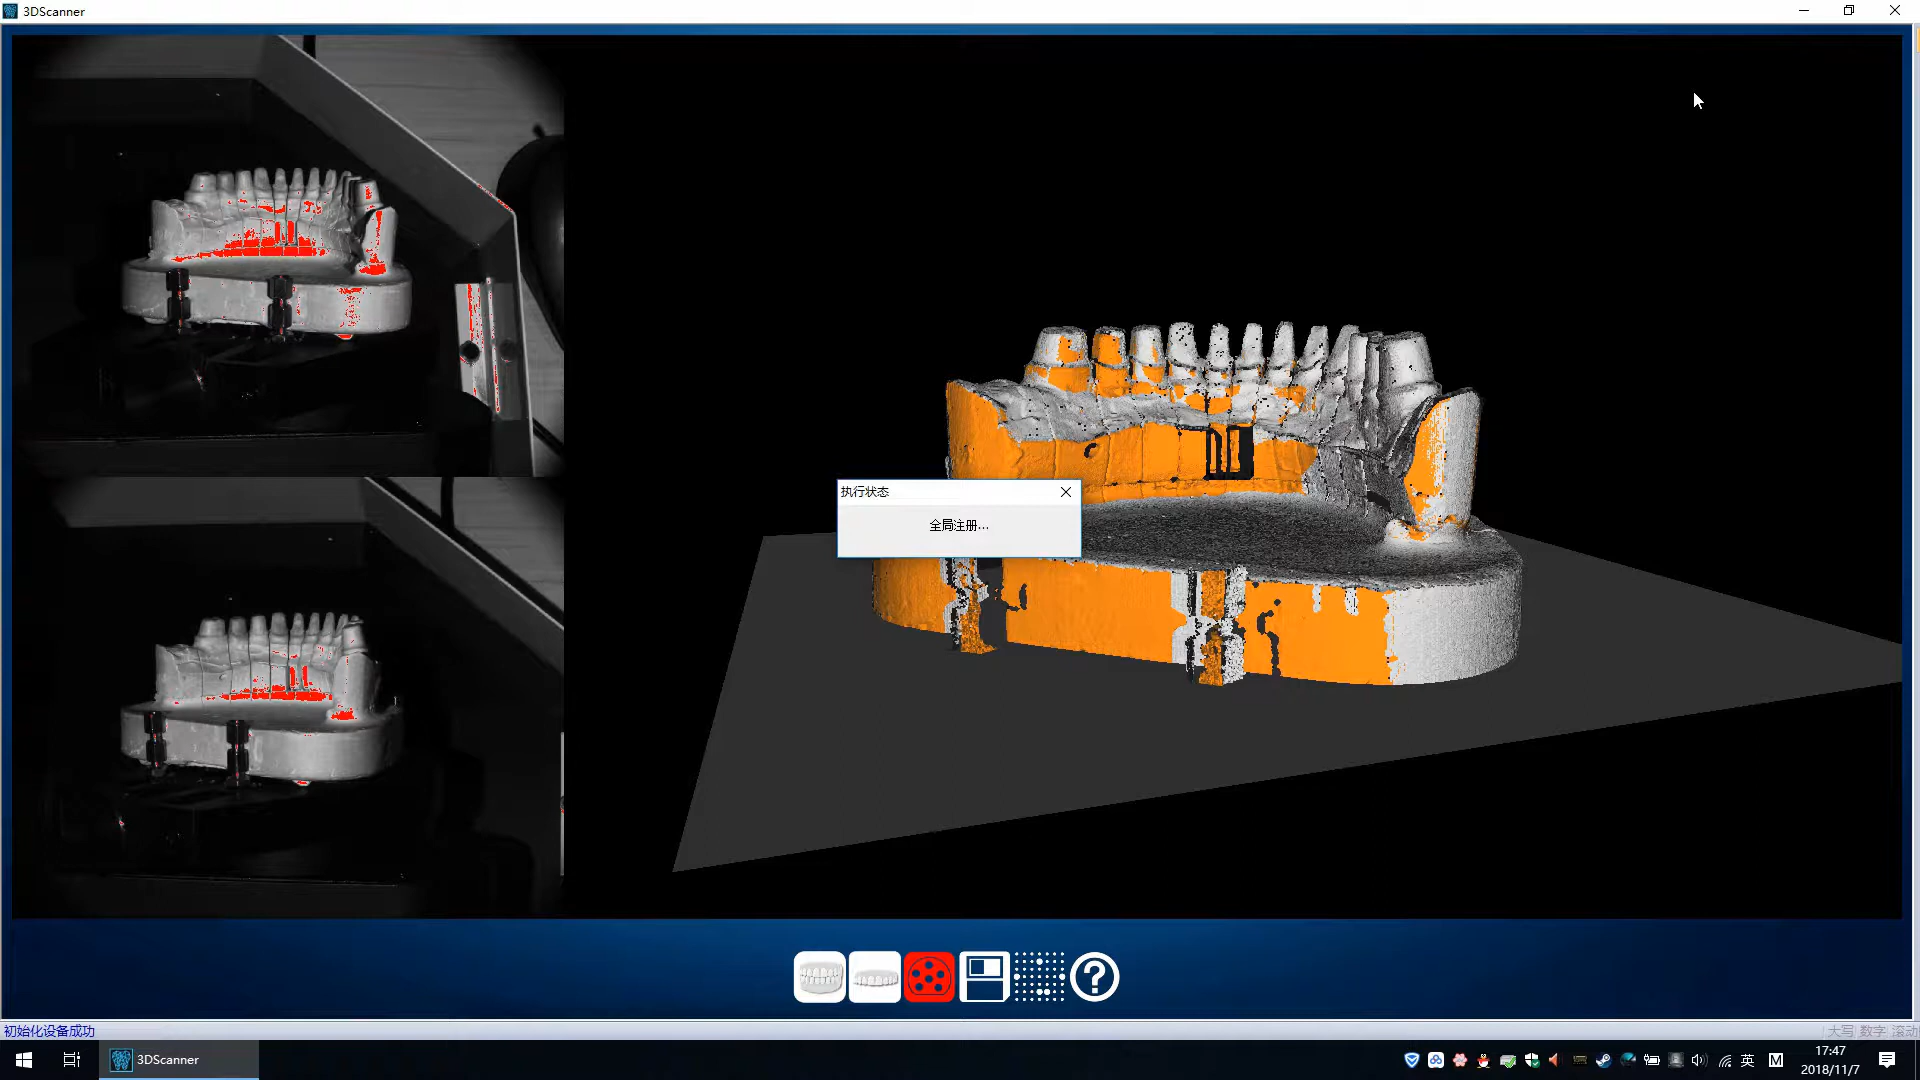 3DScanner
执行状态
全局注册...
初始化设备成功
大写 数字 滚动
3DScanner
英
M
17:47
2018/11/7